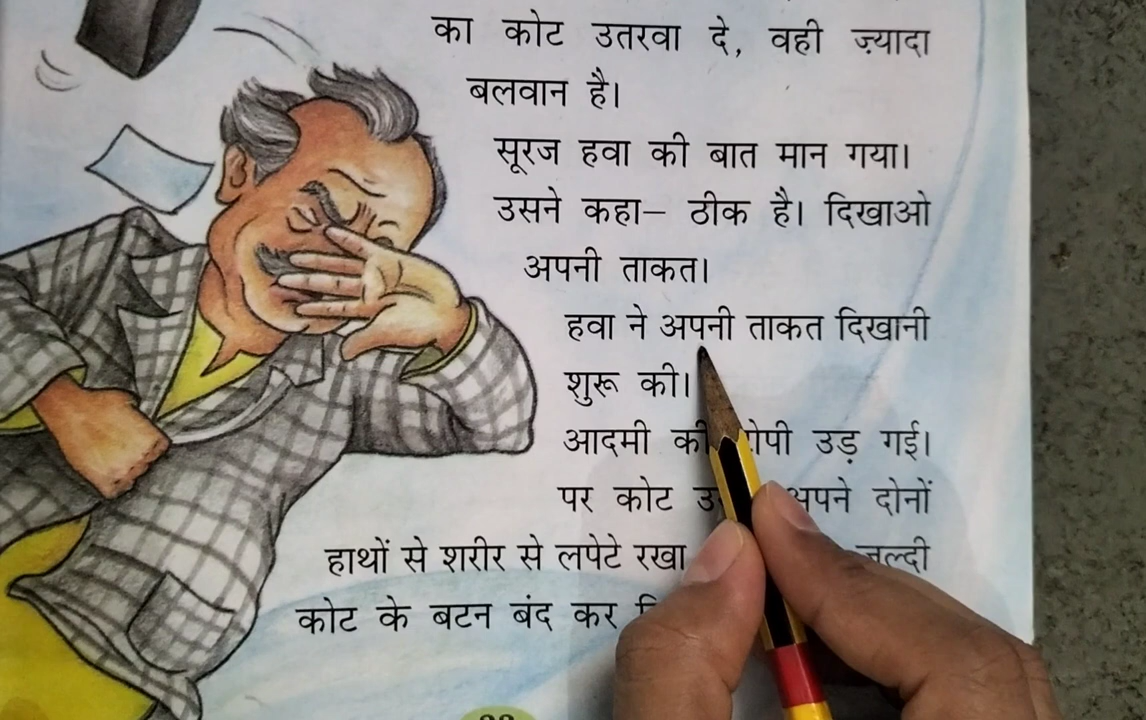 का कोट उतरवा दे, वही ज़्यादा
बलवान है।
सूरज हवा की बात मान गया।
उसने कहा– ठीक है। दिखाओ
अपनी ताकत।
हवा ने अपनी ताकत दिखानी
शुरू की।
आदमी की उड़ गई।
पर कोट अपने दोनों
हाथों से शरीर से लपेटे रखा
कोट के बटन बंद कर